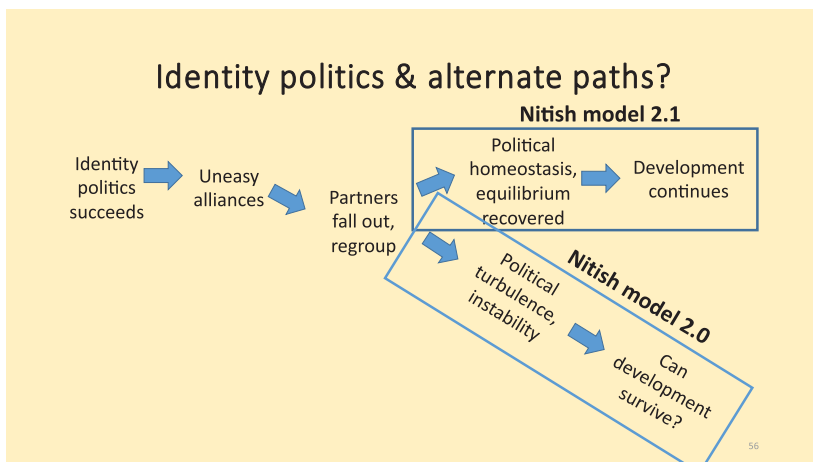 Identity politics & alternate paths?
Nitish model 2.1
Identity
politics
succeeds
Uneasy
alliances
Partners
fall out,
regroup
Political
homeostasis,
equilibrium
recovered
Development
continues
Nitish model 2.0
Political
turbulence,
instability
Can
development
survive?
56